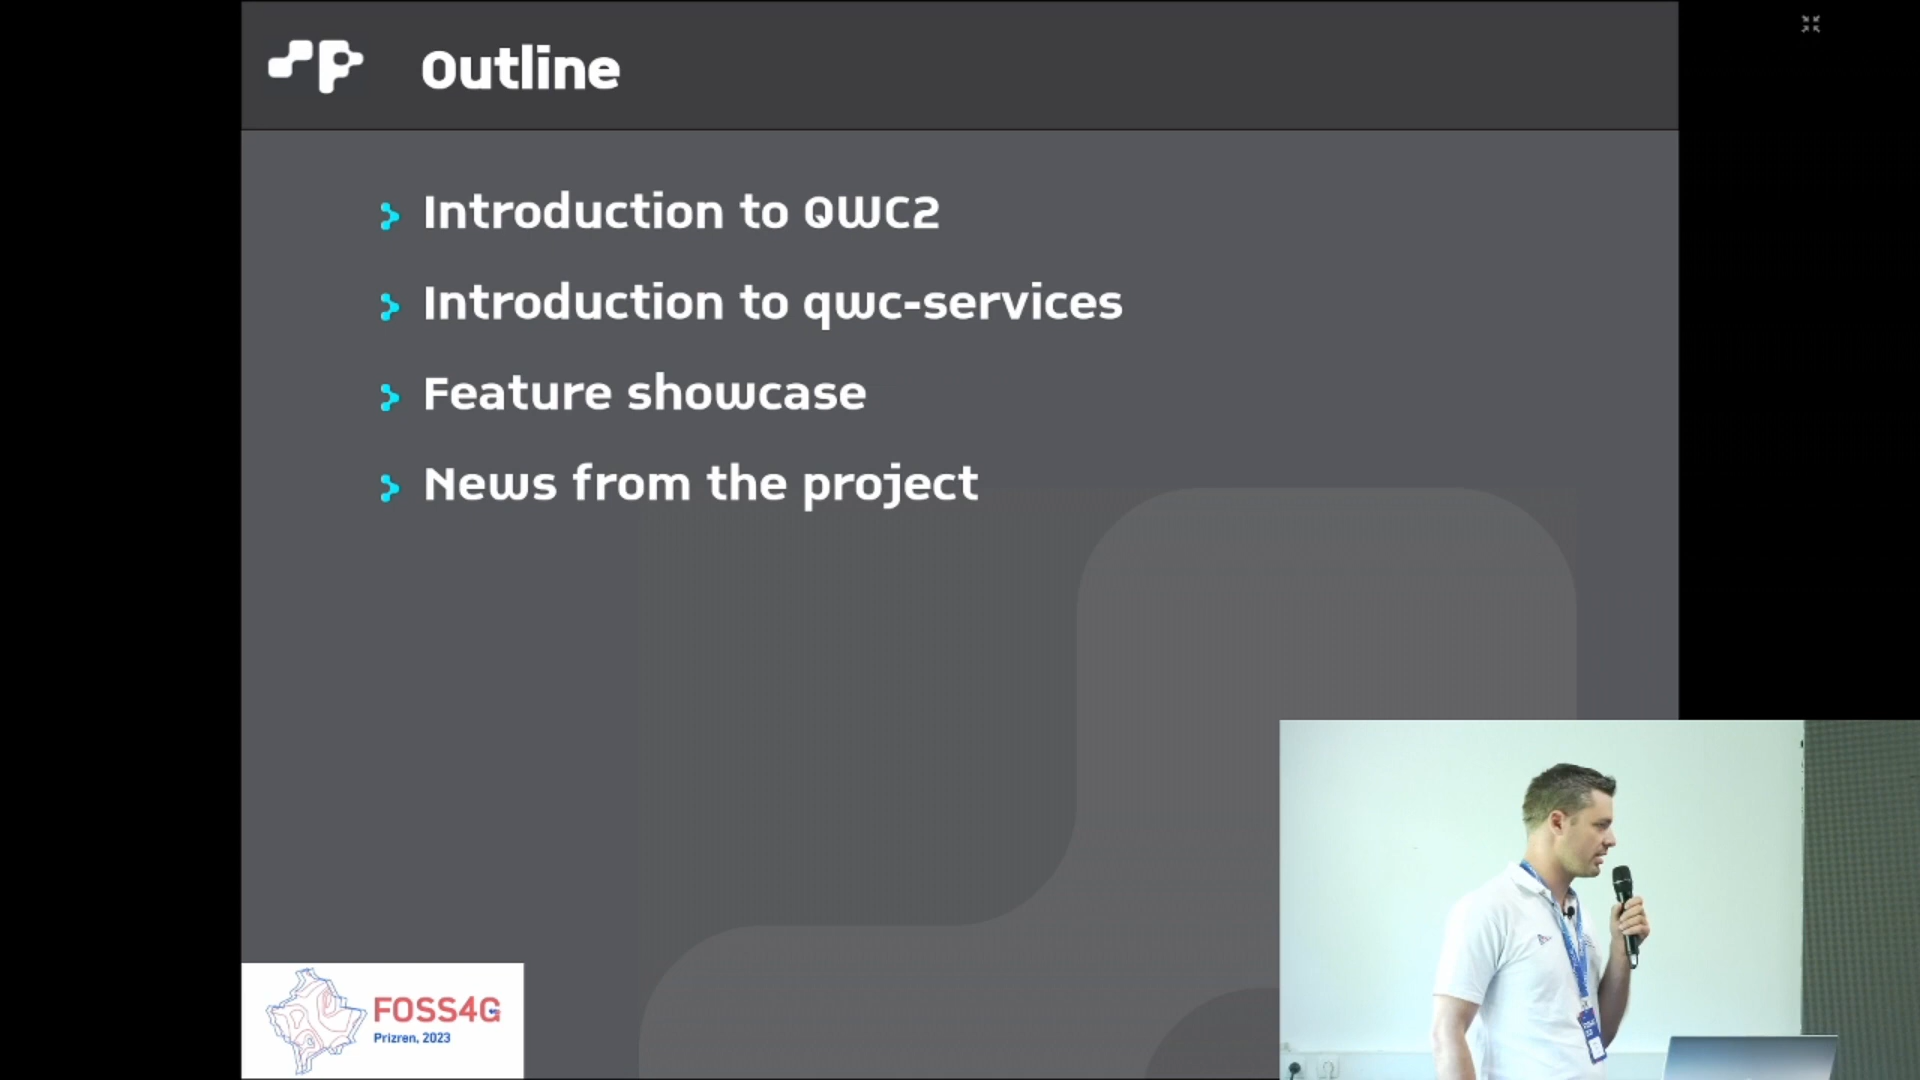 Outline
Introduction to QWC2
Introduction to qwc-services
Feature showcase
News from the project
FOSS4G
Prizren, 2023